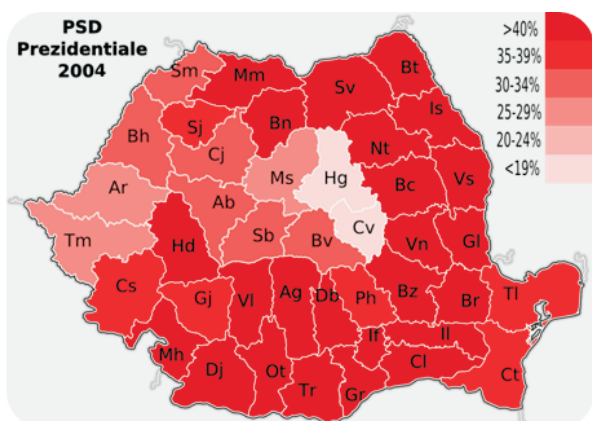 PSD
Prezidentiale
2004
>40%
35-39%
30-34%
25-29%
20-24%
<19%
Sm
Mm
Sv
Bt
Is
Bh
Sj
Bn
Nt
Cj
Ms
Hg
Bc
Vs
Ar
Ab
Cv
Tm
Hd
Sb
Bv
Vn
Gl
Cs
Gj
Vl
Ag
Db
Ph
Bz
Br
Tl
Mh
Dj
Ot
Tr
Gr
If
Il
Cl
Ct